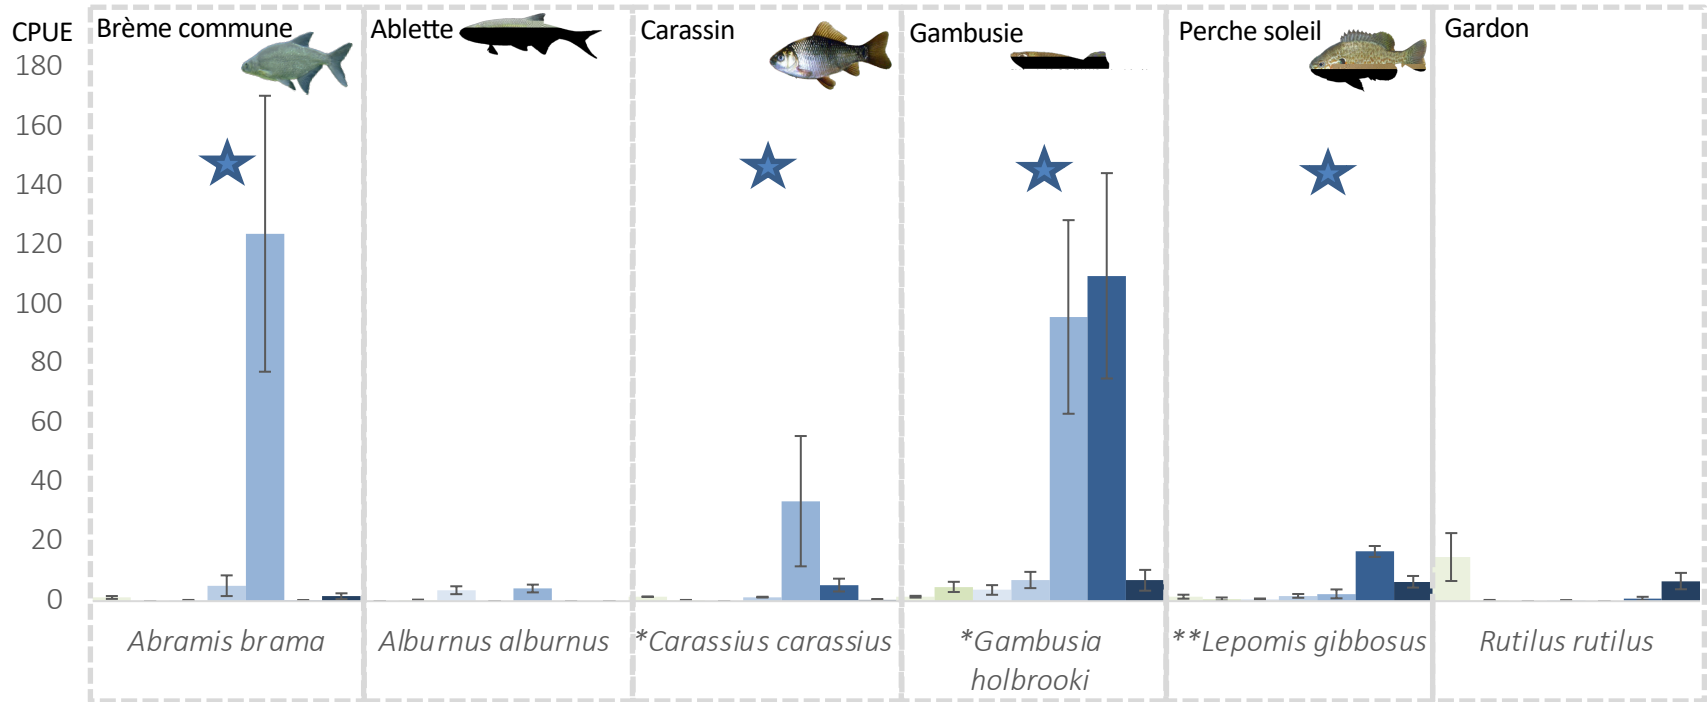 CPUE
Brème commune
Ablette
Carassin
Gambusie
Perche soleil
Gardon
180
160
140
120
100
80
60
40
20
0
Abramis brama
Alburnus alburnus
*Carassius carassius
*Gambusia
holbrooki
**Lepomis gibbosus
Rutilus rutilus